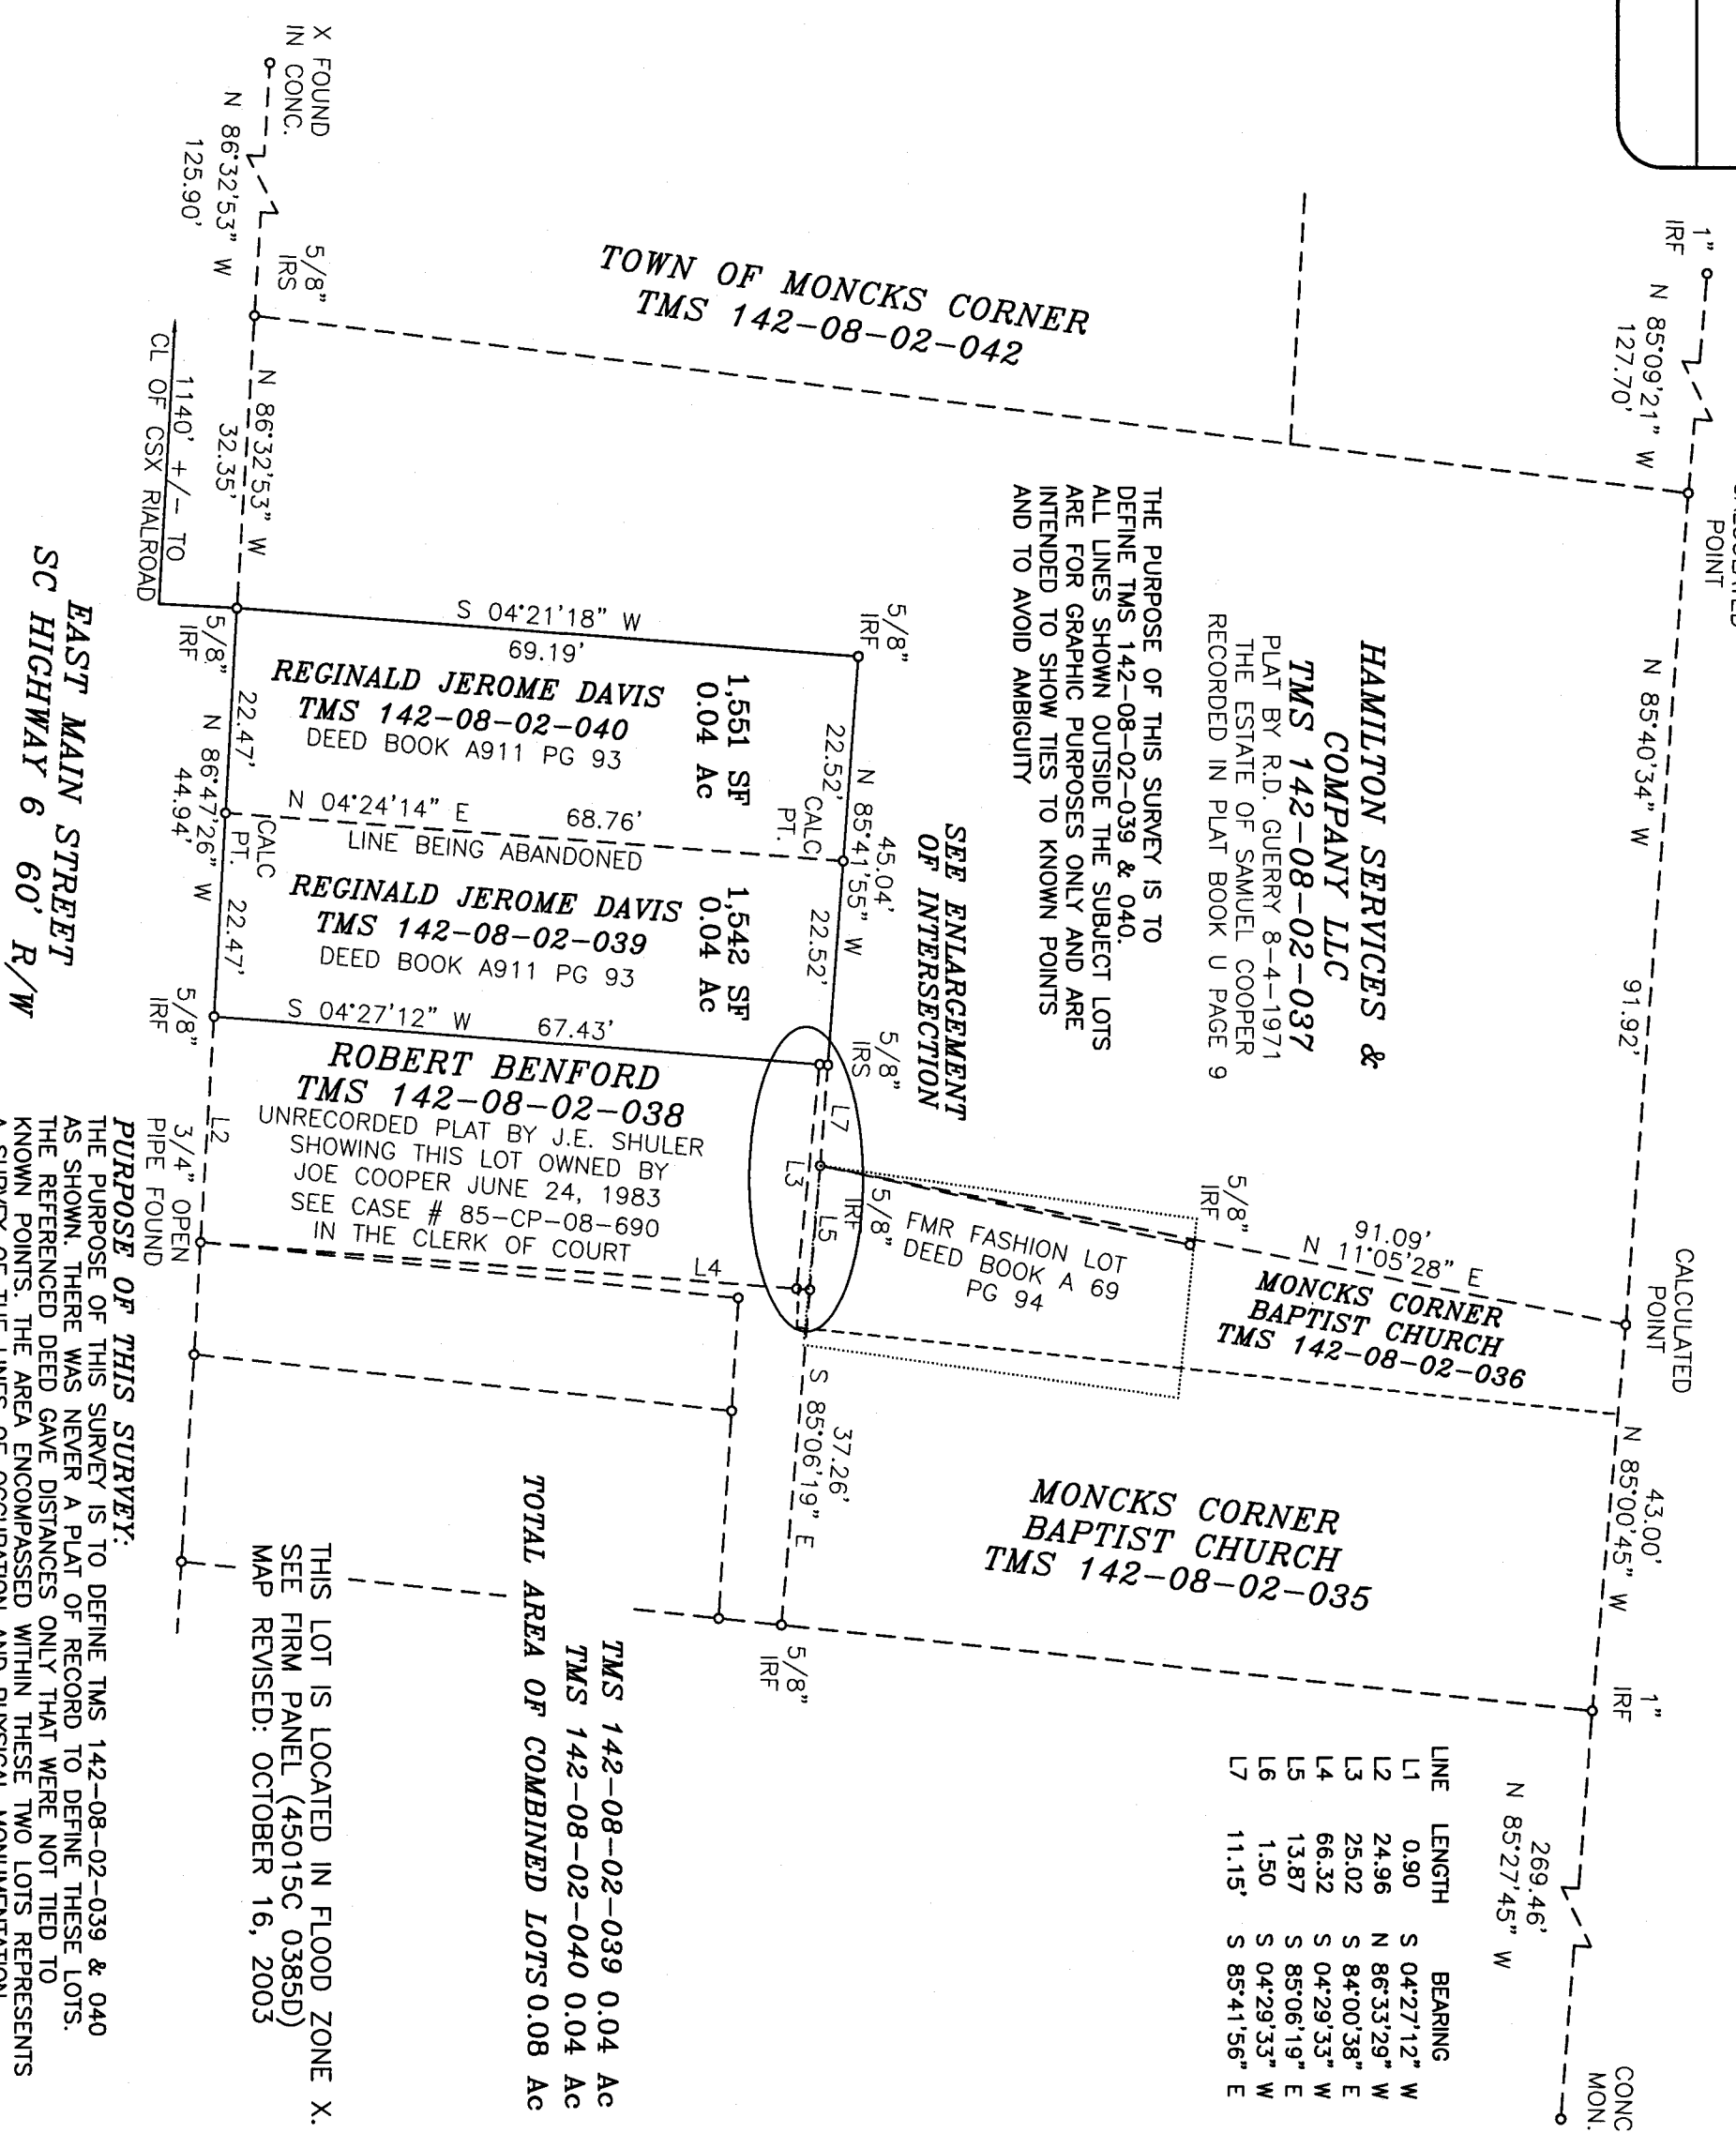 CALCULATED
POINT
1"
IRF
N 85°09'21" W
127.70'
N 85°40'34" W
91.92'
CALCULATED
POINT
N 85°00'45" W
43.00'
1"
IRF
N 85°27'45" W
269.46'
CONC
MON.
HAMILTON SERVICES &
COMPANY LLC
TMS 142-08-02-037
PLAT BY R.D. GUERRY 8-4-1971
THE ESTATE OF SAMUEL COOPER
RECORDED IN PLAT BOOK U PAGE 9
THE PURPOSE OF THIS SURVEY IS TO
DEFINE TMS 142-08-02-039 & 040.
ALL LINES SHOWN OUTSIDE THE SUBJECT LOTS
ARE FOR GRAPHIC PURPOSES ONLY AND ARE
INTENDED TO SHOW TIES TO KNOWN POINTS
AND TO AVOID AMBIGUITY
TOWN OF MONCKS CORNER
TMS 142-08-02-042
91.09'
N 11°05'28" E
5/8"
IRF
MONCKS CORNER
BAPTIST CHURCH
TMS 142-08-02-036
FMR FASHION LOT
DEED BOOK A 69
PG 94
MONCKS CORNER
BAPTIST CHURCH
TMS 142-08-02-035
LINE LENGTH BEARING
L1 0.90 S 04°27'12" W
L2 24.96 N 86°33'29" W
L3 25.02 S 84°00'38" E
L4 66.32 S 04°29'33" W
L5 13.87 S 85°06'19" E
L6 1.50 S 04°29'33" W
L7 11.15' S 85°41'56" E
SEE ENLARGEMENT
OF INTERSECTION
5/8"
IRF
45.04'
N 85°41'55" W
22.52'
22.52'
CALC
PT.
5/8"
IRS
L7
5/8"
IRF
L5
L3
37.26'
S 85°06'19" E
5/8"
IRF
1,551 SF
0.04 Ac
S 04°21'18" W
69.19'
REGINALD JEROME DAVIS
TMS 142-08-02-040
DEED BOOK A911 PG 93
N 04°24'14" E 68.76'
LINE BEING ABANDONED
1,542 SF
0.04 Ac
REGINALD JEROME DAVIS
TMS 142-08-02-039
DEED BOOK A911 PG 93
S 04°27'12" W 67.43'
ROBERT BENFORD
TMS 142-08-02-038
UNRECORDED PLAT BY J.E. SHULER
SHOWING THIS LOT OWNED BY
JOE COOPER JUNE 24, 1983
SEE CASE # 85-CP-08-690
IN THE CLERK OF COURT
L4
TMS 142-08-02-039 0.04 Ac
TMS 142-08-02-040 0.04 Ac
TOTAL AREA OF COMBINED LOTS 0.08 Ac
THIS LOT IS LOCATED IN FLOOD ZONE X.
SEE FIRM PANEL (45015C 0385D)
MAP REVISED: OCTOBER 16, 2003
X FOUND
IN CONC.
N 86°32'53" W
125.90'
5/8"
IRS
N 86°32'53" W
32.35'
1140' +/- TO
CL OF CSX RIALROAD
5/8"
IRF
22.47'
N 86°47'26" W
44.94'
CALC
PT.
22.47'
5/8"
IRF
L2
3/4" OPEN
PIPE FOUND
EAST MAIN STREET
SC HIGHWAY 6 60' R/W
PURPOSE OF THIS SURVEY:
THE PURPOSE OF THIS SURVEY IS TO DEFINE TMS 142-08-02-039 & 040
AS SHOWN. THERE WAS NEVER A PLAT OF RECORD TO DEFINE THESE LOTS.
THE REFERENCED DEED GAVE DISTANCES ONLY THAT WERE NOT TIED TO
KNOWN POINTS. THE AREA ENCOMPASSED WITHIN THESE TWO LOTS REPRESENTS
A SURVEY OF THE LINES OF OCCUPATION AND PHYSICAL MONUMENTATION